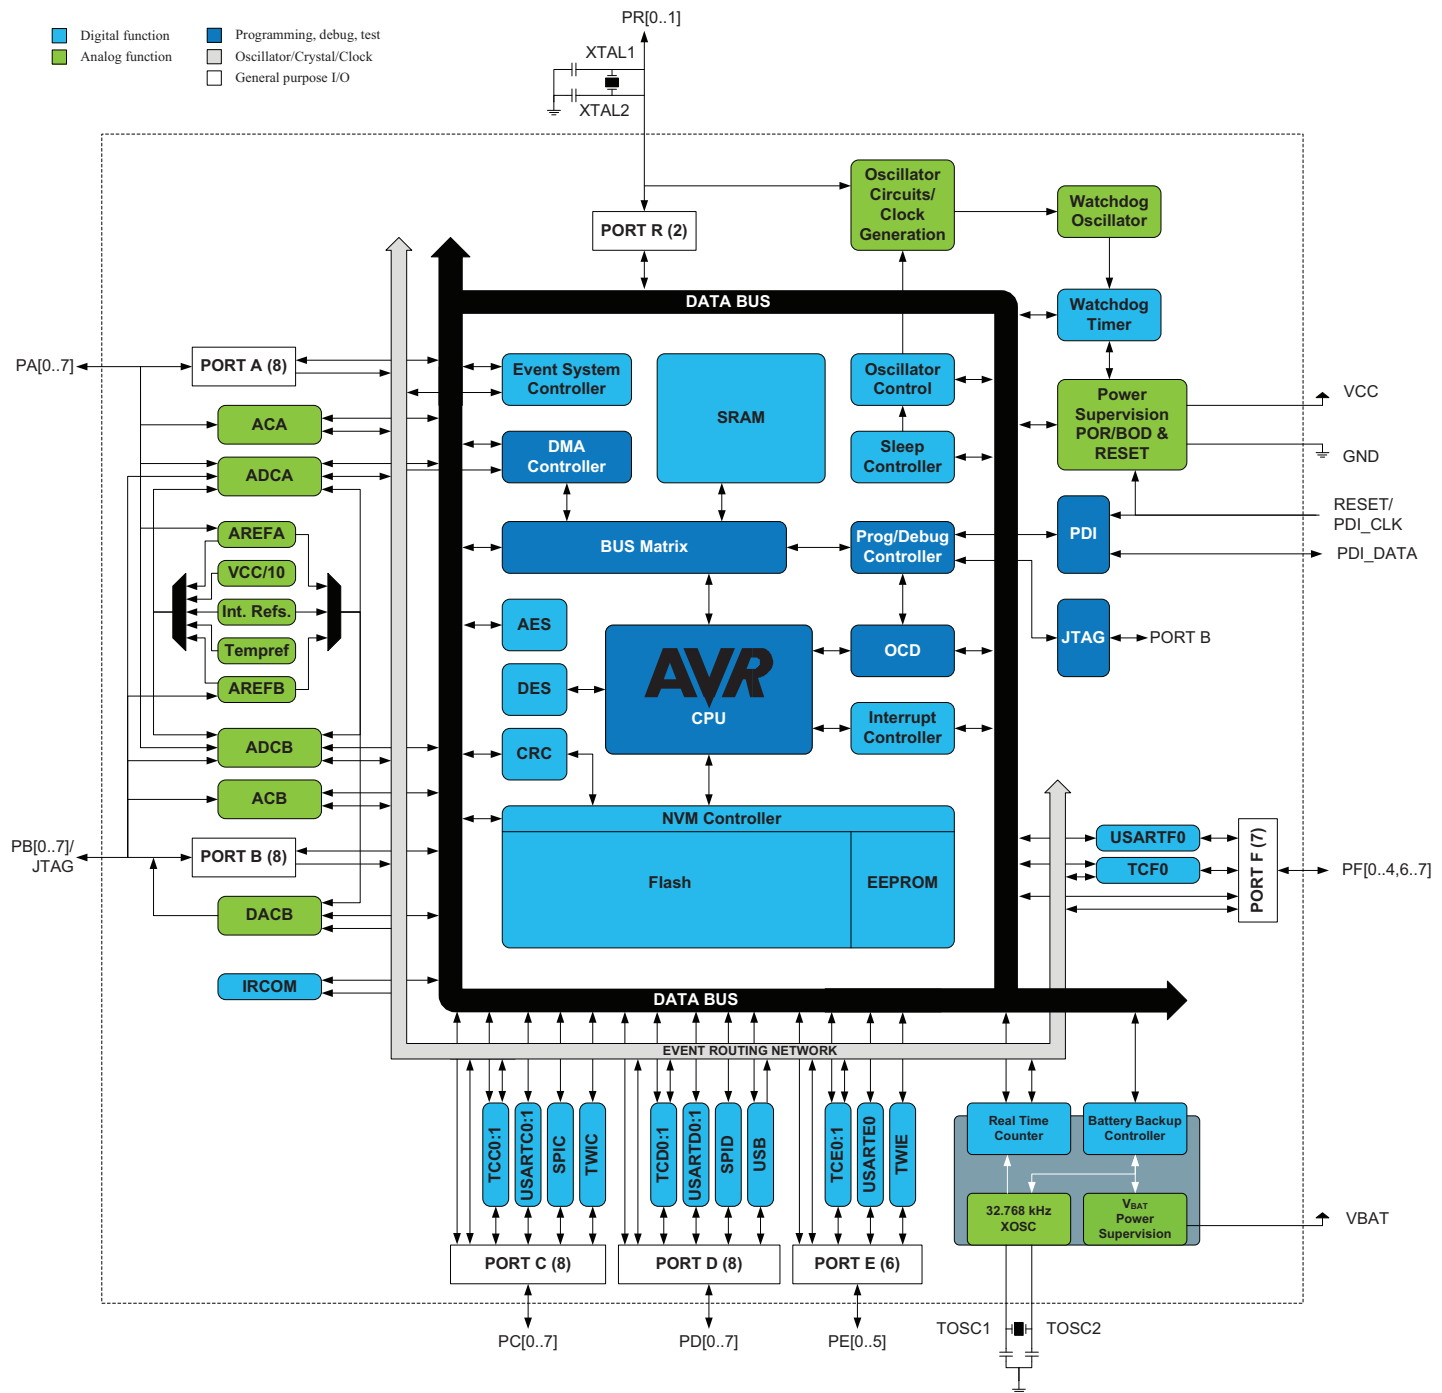 PR[0..1]
Digital function
Programming, debug, test
Analog function
Oscillator/Crystal/Clock
General purpose I/O
XTAL1
XTAL2
Oscillator
Circuits/
Clock
Generation
Watchdog
Oscillator
PORT R (2)
DATA BUS
Watchdog
Timer
PA[0..7]
PORT A (8)
Event System
Controller
SRAM
Oscillator
Control
Power
Supervision
POR/BOD &
RESET
VCC
GND
ACA
DMA
Controller
Sleep
Controller
ADCA
RESET/
PDI_CLK
PDI_DATA
AREFA
BUS Matrix
Prog/Debug
Controller
PDI
VCC/10
Int. Refs.
AES
Tempref
AVR
CPU
OCD
JTAG
PORT B
AREFB
DES
ADCB
CRC
Interrupt
Controller
ACB
NVM Controller
PB[0..7]/
JTAG
PORT B (8)
Flash
EEPROM
USARTF0
TCF0
PORT F (7)
PF[0..4,6..7]
DACB
IRCOM
DATA BUS
EVENT ROUTING NETWORK
TCC0:1
USARTC0:1
SPIC
TWIC
TCD0:1
USARTD0:1
SPID
USB
TCE0:1
USARTE0
TWIE
Real Time
Counter
Battery Backup
Controller
32.768 kHz
XOSC
VBAT
Power
Supervision
VBAT
PORT C (8)
PORT D (8)
PORT E (6)
PC[0..7]
PD[0..7]
PE[0..5]
TOSC1
TOSC2